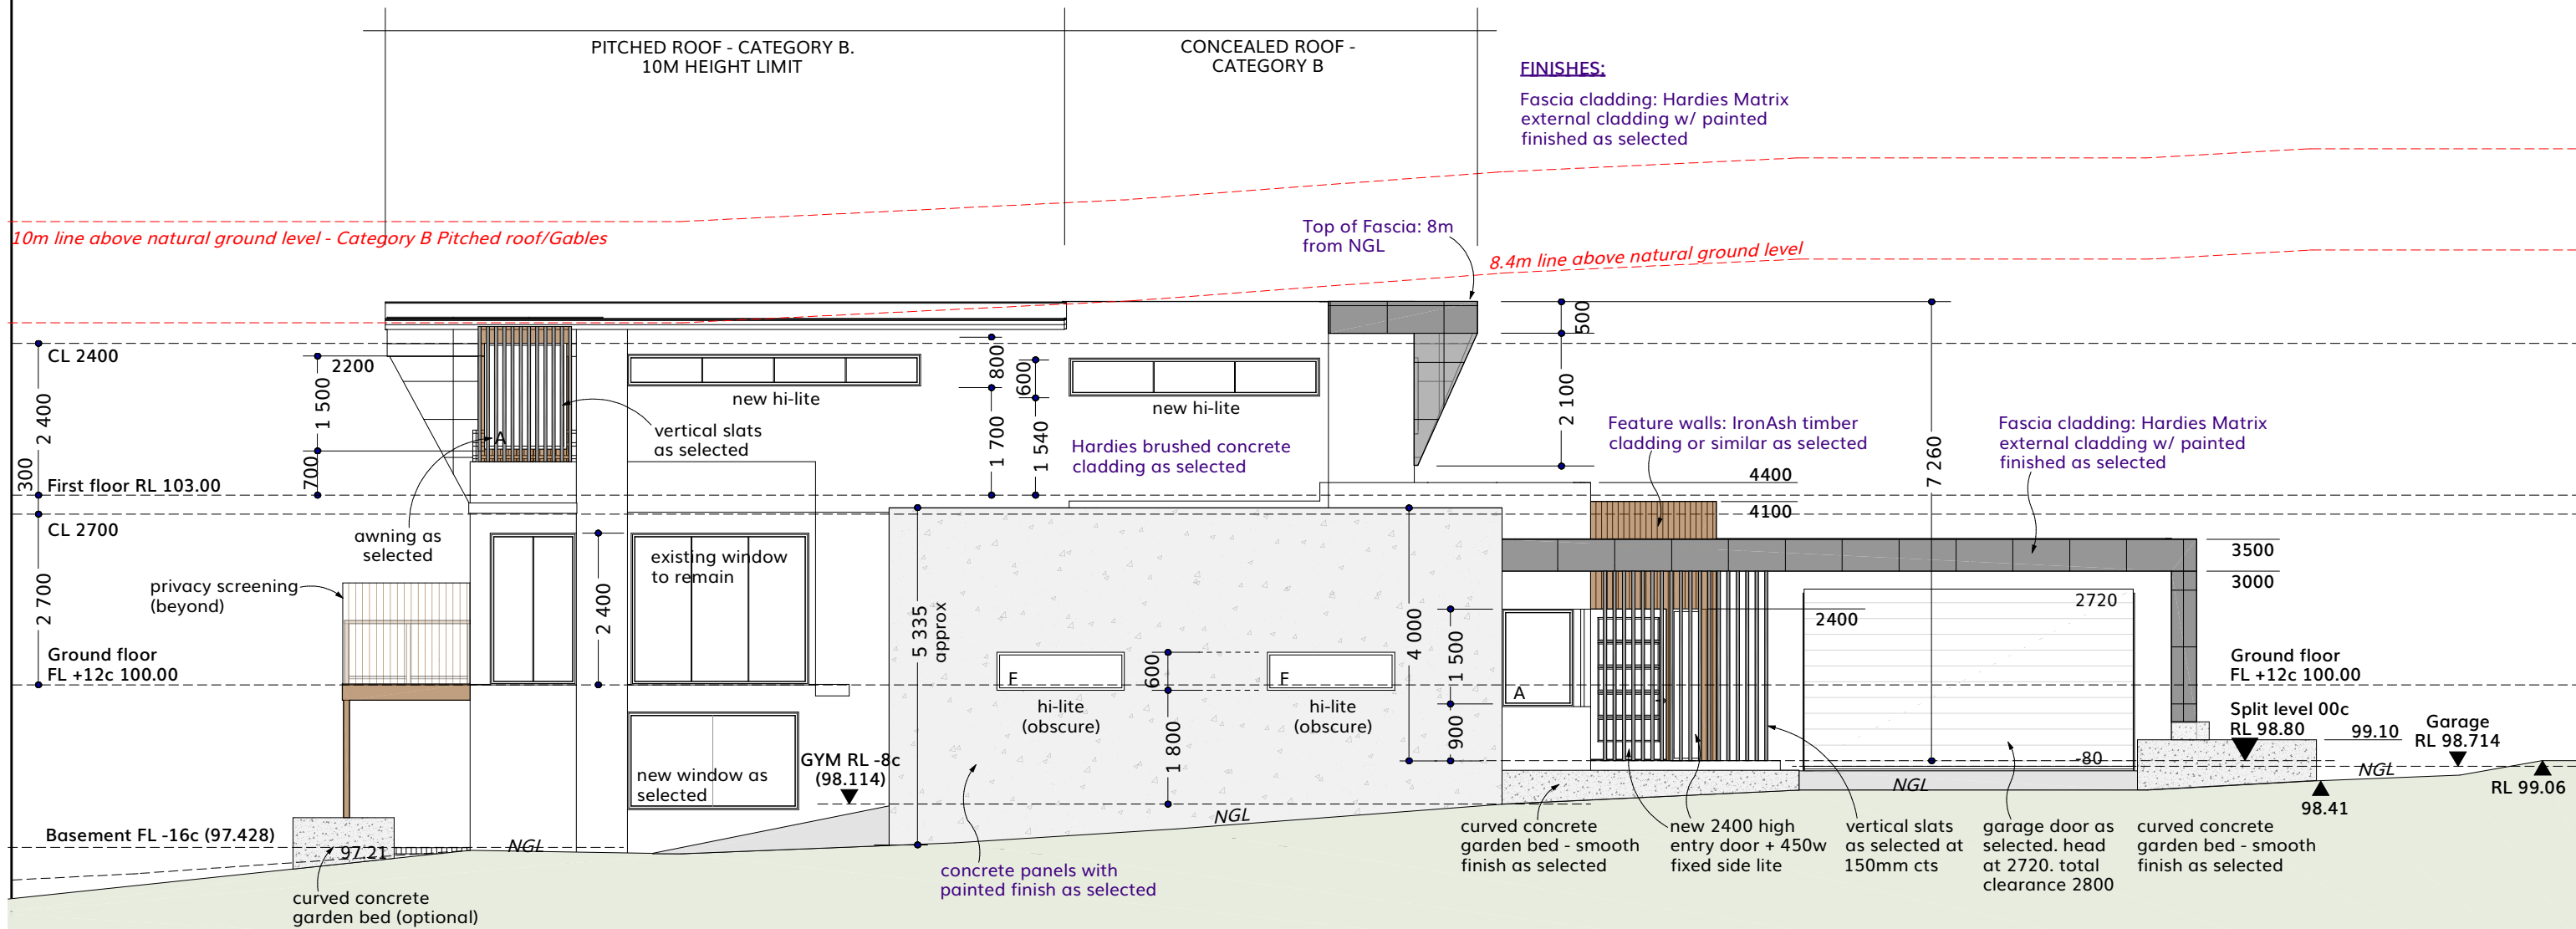 PITCHED ROOF - CATEGORY B.
10M HEIGHT LIMIT
CONCEALED ROOF -
CATEGORY B
FINISHES:
Fascia cladding: Hardies Matrix
external cladding w/ painted
finished as selected
10m line above natural ground level - Category B Pitched roof/Gables
Top of Fascia: 8m
from NGL
8.4m line above natural ground level
CL 2400
2200
2 400
1 500
300
700
First floor RL 103.00
CL 2700
2 700
awning as
selected
A
vertical slats
as selected
new hi-lite
800
600
1 700
1 540
new hi-lite
Hardies brushed concrete
cladding as selected
500
2 100
7 260
Feature walls: IronAsh timber
cladding or similar as selected
Fascia cladding: Hardies Matrix
external cladding w/ painted
finished as selected
4400
4100
3500
3000
privacy screening
(beyond)
2 400
existing window
to remain
5 335
approx
4 000
1 500
900
2400
2720
-80
Ground floor
FL +12c 100.00
F
hi-lite
(obscure)
600
1 800
F
hi-lite
(obscure)
A
Ground floor
FL +12c 100.00
Split level 00c
RL 98.80
99.10
Garage
RL 98.714
new window as
selected
GYM RL -8c
(98.114)
Basement FL -16c (97.428)
97.21
NGL
NGL
NGL
NGL
98.41
RL 99.06
curved concrete
garden bed (optional)
concrete panels with
painted finish as selected
curved concrete
garden bed - smooth
finish as selected
new 2400 high
entry door + 450w
fixed side lite
vertical slats
as selected at
150mm cts
garage door as
selected. head
at 2720. total
clearance 2800
curved concrete
garden bed - smooth
finish as selected